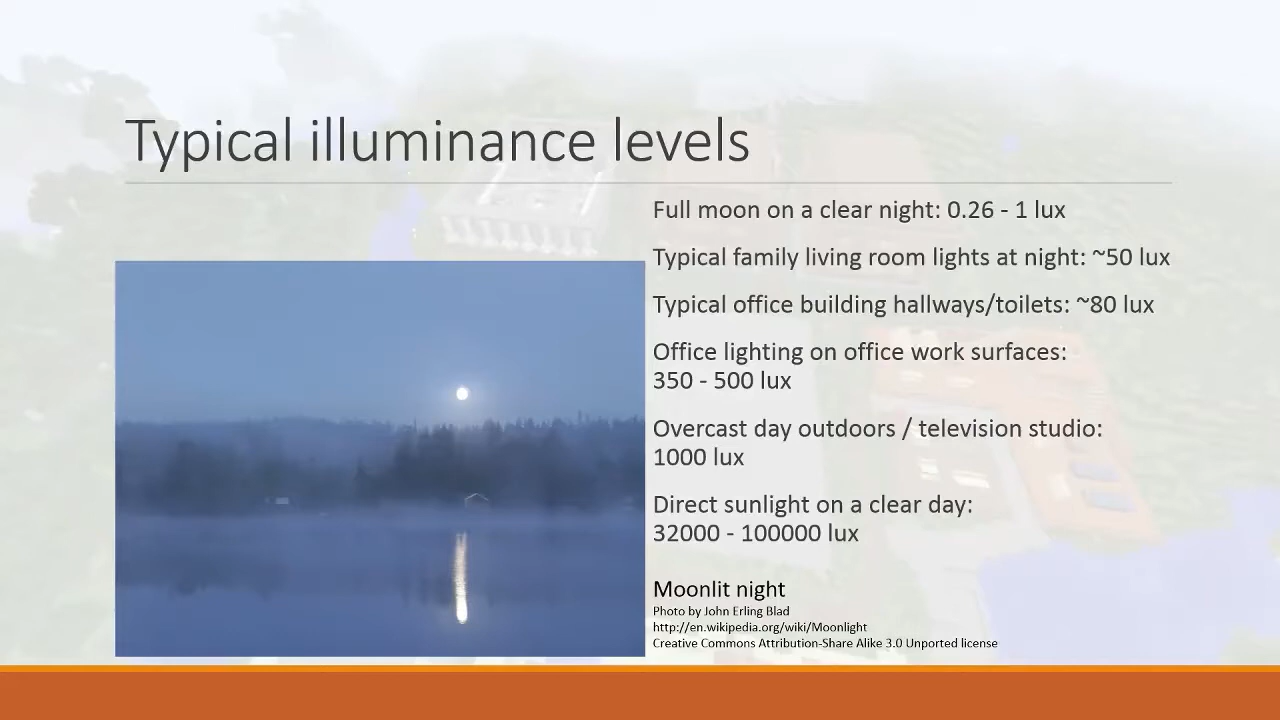 Typical illuminance levels
Full moon on a clear night: 0.26 - 1 lux
Typical family living room lights at night: ~50 lux
Typical office building hallways/toilets: ~80 lux
Office lighting on office work surfaces:
350 - 500 lux
Overcast day outdoors / television studio:
1000 lux
Direct sunlight on a clear day:
32000 - 100000 lux
Moonlit night
Photo by John Erling Blad
http://en.wikipedia.org/wiki/Moonlight
Creative Commons Attribution-Share Alike 3.0 Unported license